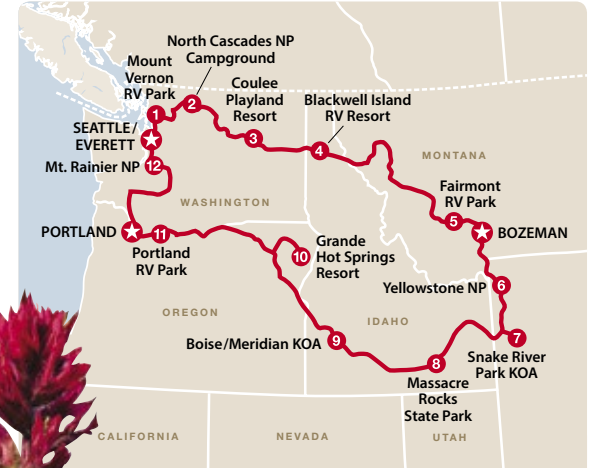 North Cascades NP
Campground
Mount
Vernon
RV Park
Coulee
Playland
Resort
Blackwell Island
RV Resort
1
2
3
4
SEATTLE/
EVERETT
Mt. Rainier NP
12
MONTANA
Fairmont
RV Park
5
BOZEMAN
WASHINGTON
PORTLAND
11
Portland
RV Park
10
Grande
Hot Springs
Resort
Yellowstone NP
6
OREGON
IDAHO
Boise/Meridian KOA
9
7
Snake River
Park KOA
8
Massacre
Rocks
State Park
CALIFORNIA
NEVADA
UTAH